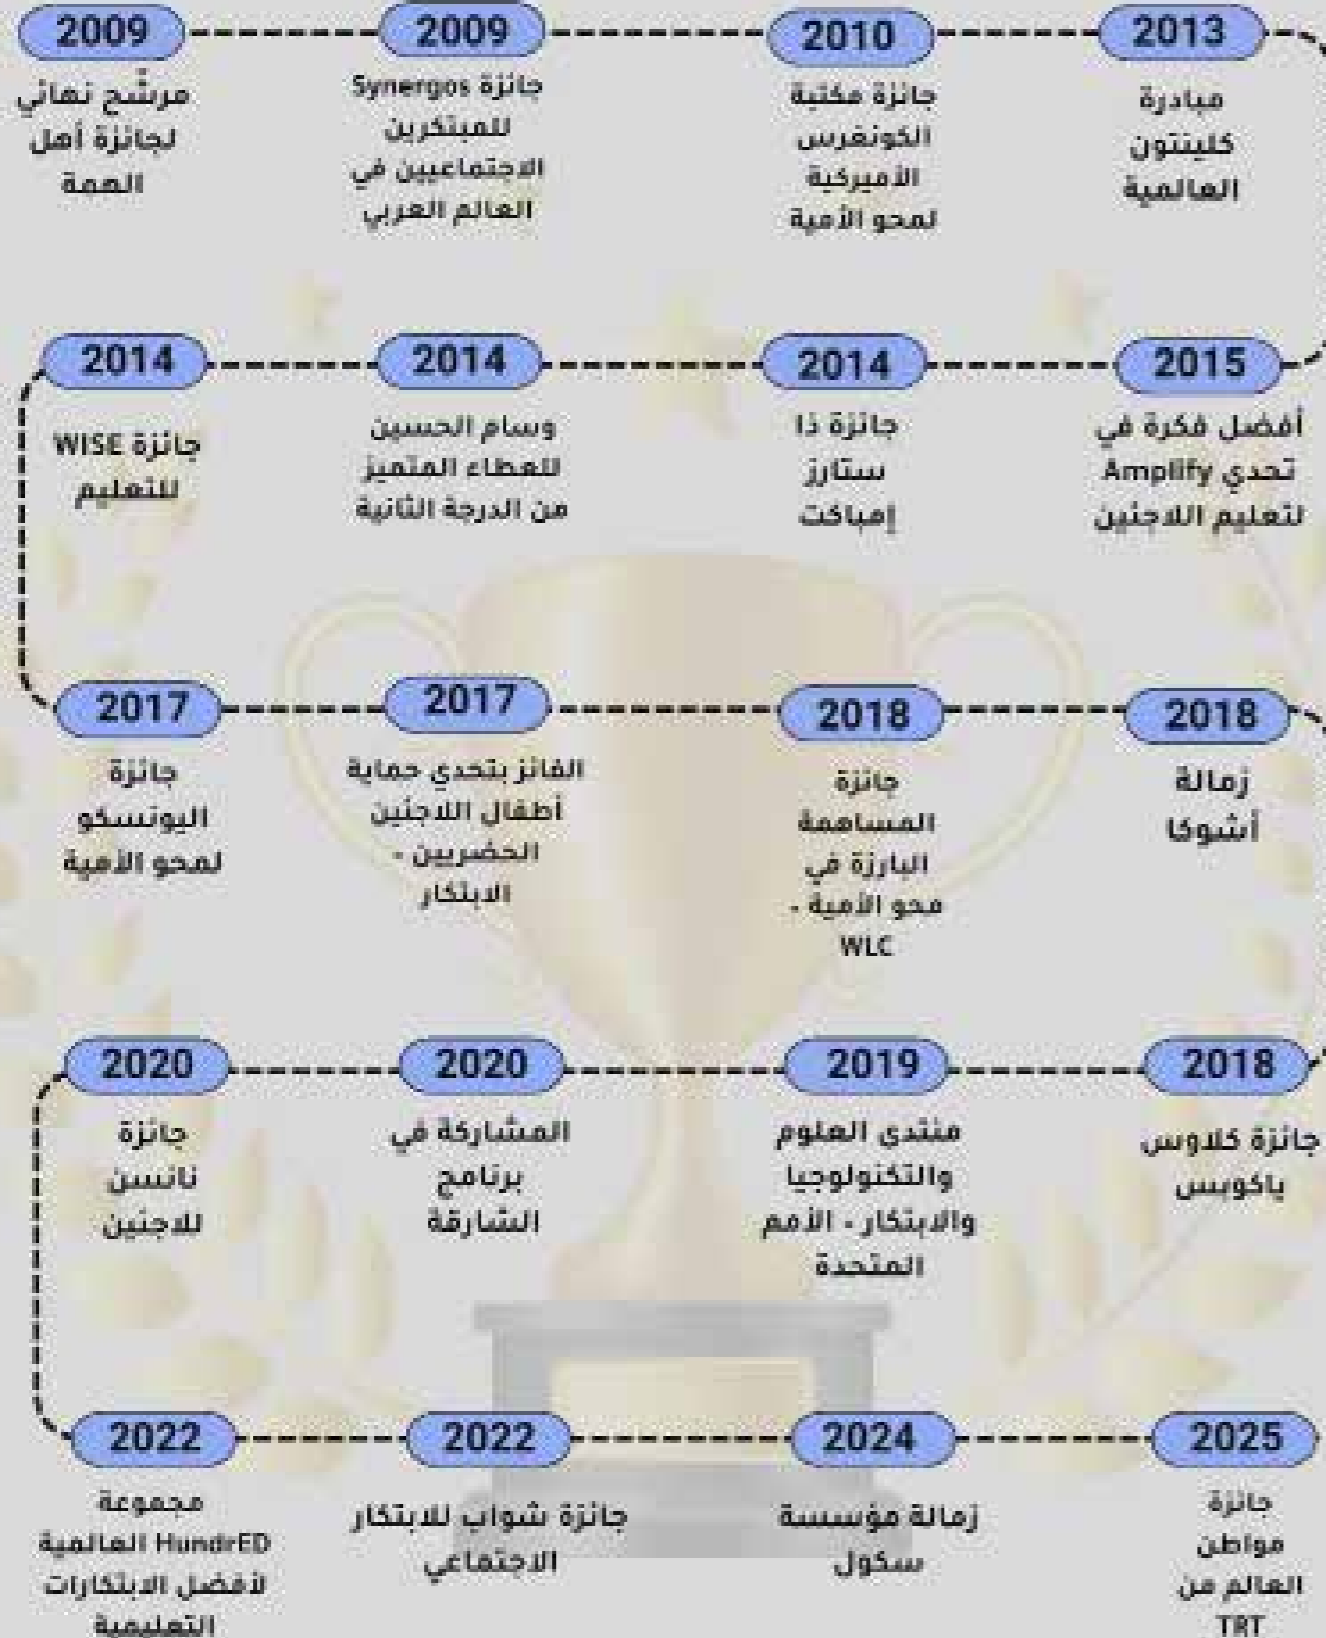 2009
مرشّح نهائي
لجائزة أهل
الهمة
2009
جائزة Synergos
للمبتكرين
الاجتماعيين في
العالم العربي
2010
جائزة مكتبة
الكونغرس
الأميركية
لمحو الأمية
2013
مبادرة
كلينتون
العالمية
2015
أفضل فكرة في
تحدي Amplify
لتعليم اللاجئين
2014
جائزة ذا
ستارز
إمباكت
2014
وسام الحسين
للعطاء المتميز
من الدرجة الثانية
2014
جائزة WISE
للتعليم
2017
جائزة
اليونسكو
لمحو الأمية
2017
الفائز بتحدي حماية
أطفال اللاجئين
الحضريين -
الابتكار
2018
جائزة
المساهمة
البارزة في
محو الأمية -
WLC
2018
زمالة
أشوكا
2018
جائزة كلاوس
ياكوبس
2019
منتدى العلوم
والتكنولوجيا
والابتكار - الأمم
المتحدة
2020
المشاركة في
برنامج
الشارقة
2020
جائزة
نانسن
للاجئين
2022
مجموعة
HundrED العالمية
لأفضل الابتكارات
التعليمية
2022
جائزة شواب للابتكار
الاجتماعي
2024
زمالة مؤسسة
سكول
2025
جائزة
مواطن
العالم من
TRT